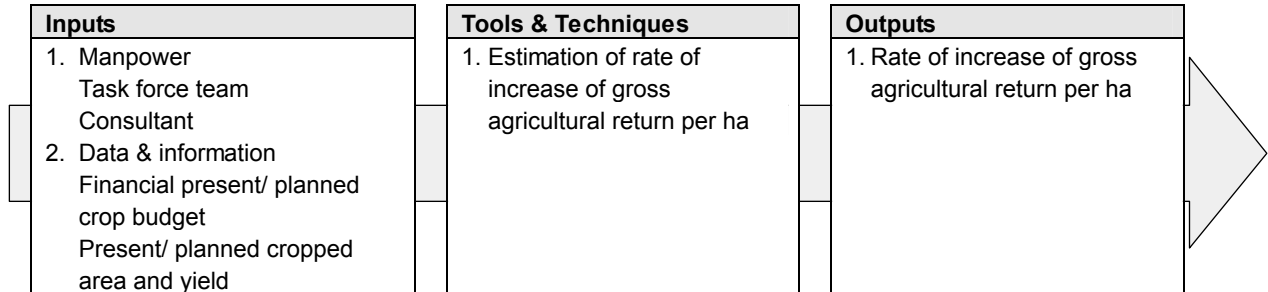 Inputs
1. Manpower
Task force team
Consultant
2. Data & information
Financial present/ planned
crop budget
Present/ planned cropped
area and yield
Tools & Techniques
1. Estimation of rate of
increase of gross
agricultural return per ha
Outputs
1. Rate of increase of gross
agricultural return per ha